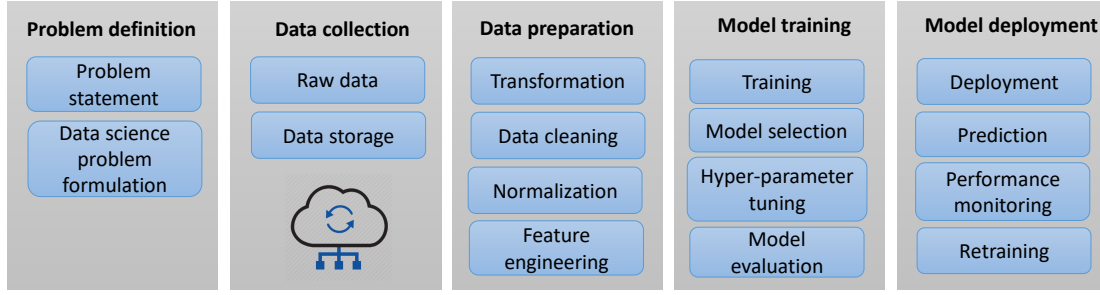 Problem definition
Problem
statement
Data science
problem
formulation
Data collection
Raw data
Data storage
Data preparation
Transformation
Data cleaning
Normalization
Feature
engineering
Model training
Training
Model selection
Hyper-parameter
tuning
Model
evaluation
Model deployment
Deployment
Prediction
Performance
monitoring
Retraining